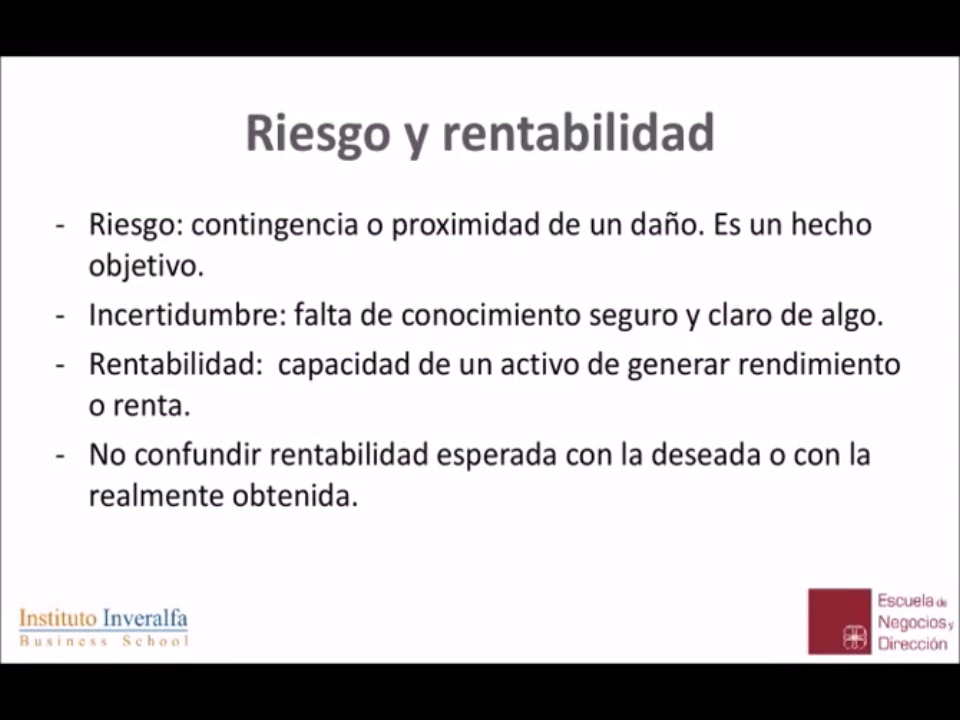 Riesgo y rentabilidad
- Riesgo: contingencia o proximidad de un daño. Es un hecho
objetivo.
- Incertidumbre: falta de conocimiento seguro y claro de algo.
- Rentabilidad:  capacidad de un activo de generar rendimiento
o renta.
- No confundir rentabilidad esperada con la deseada o con la
realmente obtenida.
Instituto Inveralfa
Business School
Escuela de
Negocios y
Dirección